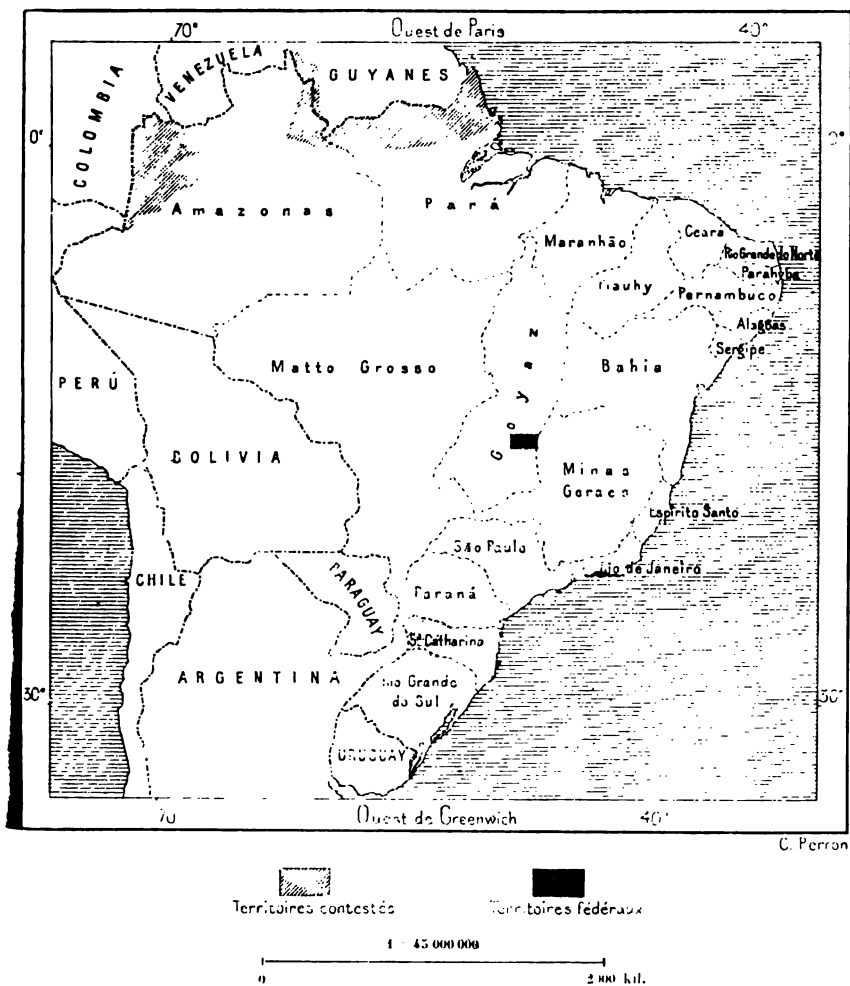 70° Ouest de Paris 40°
COLOMBIA
VENEZUELA
GUYANES
0° 0°
Amazonas
Pará
Maranhão
Ceará
Rio Grande do Norte
Parahyba
Piauhy
Pernambuco
Alagôas
Sergipe
PERÚ
Matto Grosso
Goyaz
Bahia
BOLIVIA
Minas
Geraes
Espirito Santo
São Paulo
Rio de Janeiro
CHILE
PARAGUAY
Paraná
Sta Catharina
ARGENTINA
Rio Grande
do Sul
30° 30°
URUGUAY
70° Ouest de Greenwich 40°
C. Perron
Territoires contestés
Territoires fédéraux
1 : 45 000 000
0 2 000 kil.